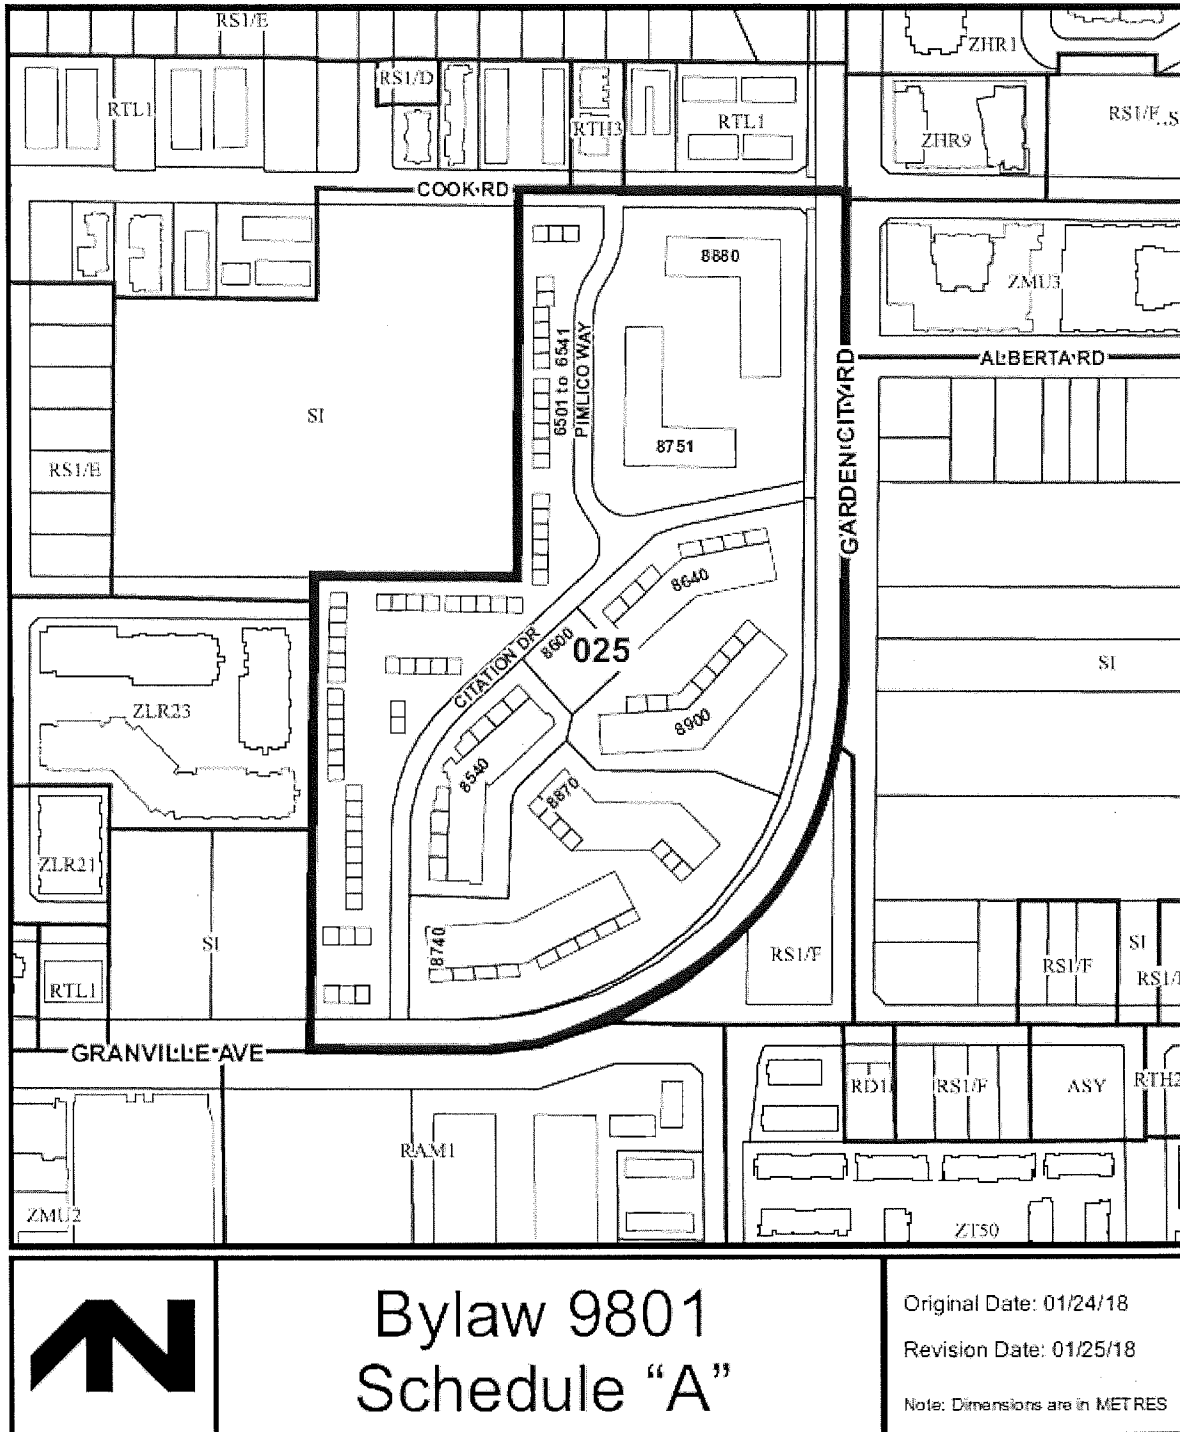 RS1/E
ZHR1
RS1/D
RTL1
RTH3
RTL1
ZHR9
RS1/F
COOK RD
8880
ZMU3
6501 to 6541
PIMLICO WAY
GARDEN CITY RD
ALBERTA RD
SI
8751
RS1/E
8640
8600
025
CITATION DR
SI
ZLR23
8900
8540
8870
ZLR21
SI
8740
RS1/F
SI
RS1/F
RTL1
GRANVILLE AVE
RD1
RS1/F
ASY
RTH2
RAM1
ZMU2
ZT50
Bylaw 9801
Schedule “A”
Original Date: 01/24/18
Revision Date: 01/25/18
Note: Dimensions are in METRES